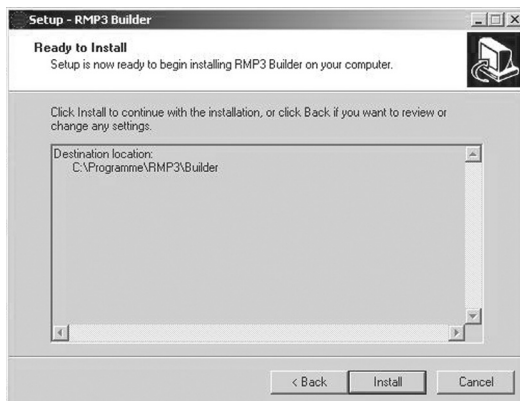 Setup - RMP3 Builder
Ready to Install
Setup is now ready to begin installing RMP3 Builder on your computer.
Click Install to continue with the installation, or click Back if you want to review or
change any settings.
Destination location:
C:\Programme\RMP3\Builder
< Back
Install
Cancel